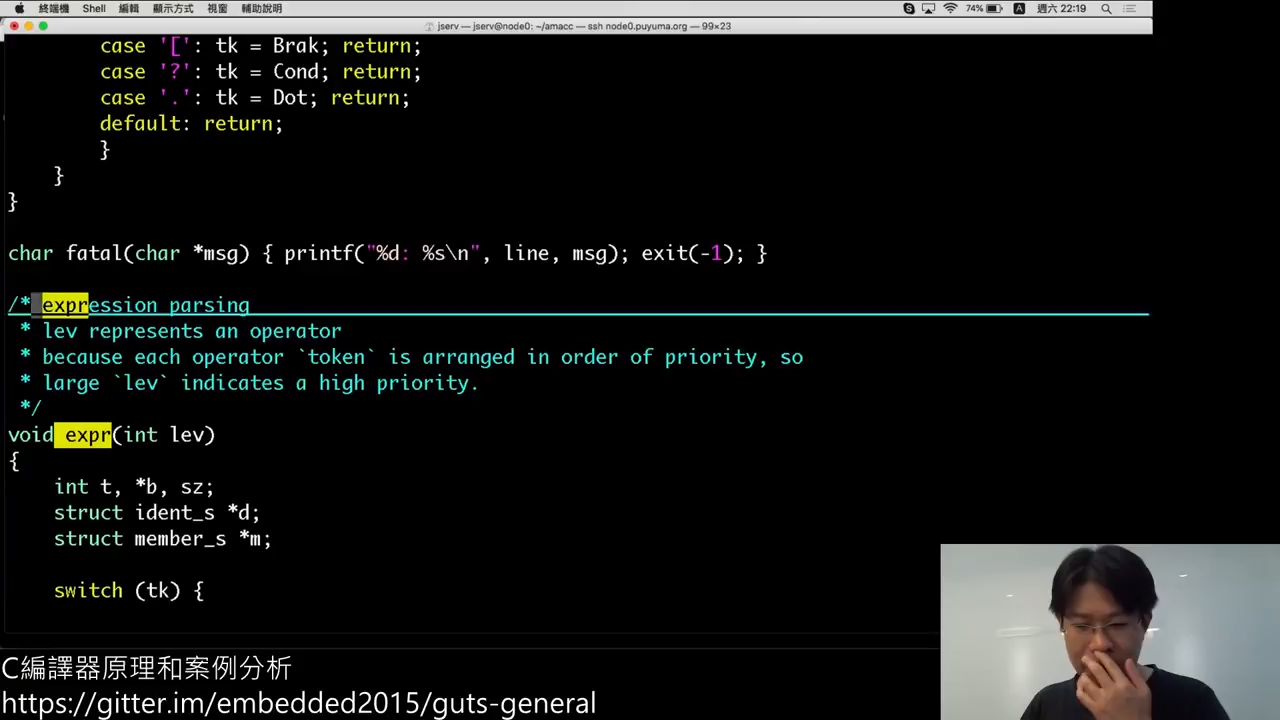 終端機 Shell 編輯 顯示方式 視窗 輔助說明 74% A 週六 22:19
jserv — jserv@node0: ~/amacc — ssh node0.puyuma.org — 99×23
case '[': tk = Brak; return;
case '?': tk = Cond; return;
case '.': tk = Dot; return;
default: return;
}
}
}
char fatal(char *msg) { printf("%d: %s\n", line, msg); exit(-1); }
/* expression parsing
* lev represents an operator
* because each operator `token` is arranged in order of priority, so
* large `lev` indicates a high priority.
*/
void expr(int lev)
{
int t, *b, sz;
struct ident_s *d;
struct member_s *m;
switch (tk) {
C編譯器原理和案例分析
https://gitter.im/embedded2015/guts-general